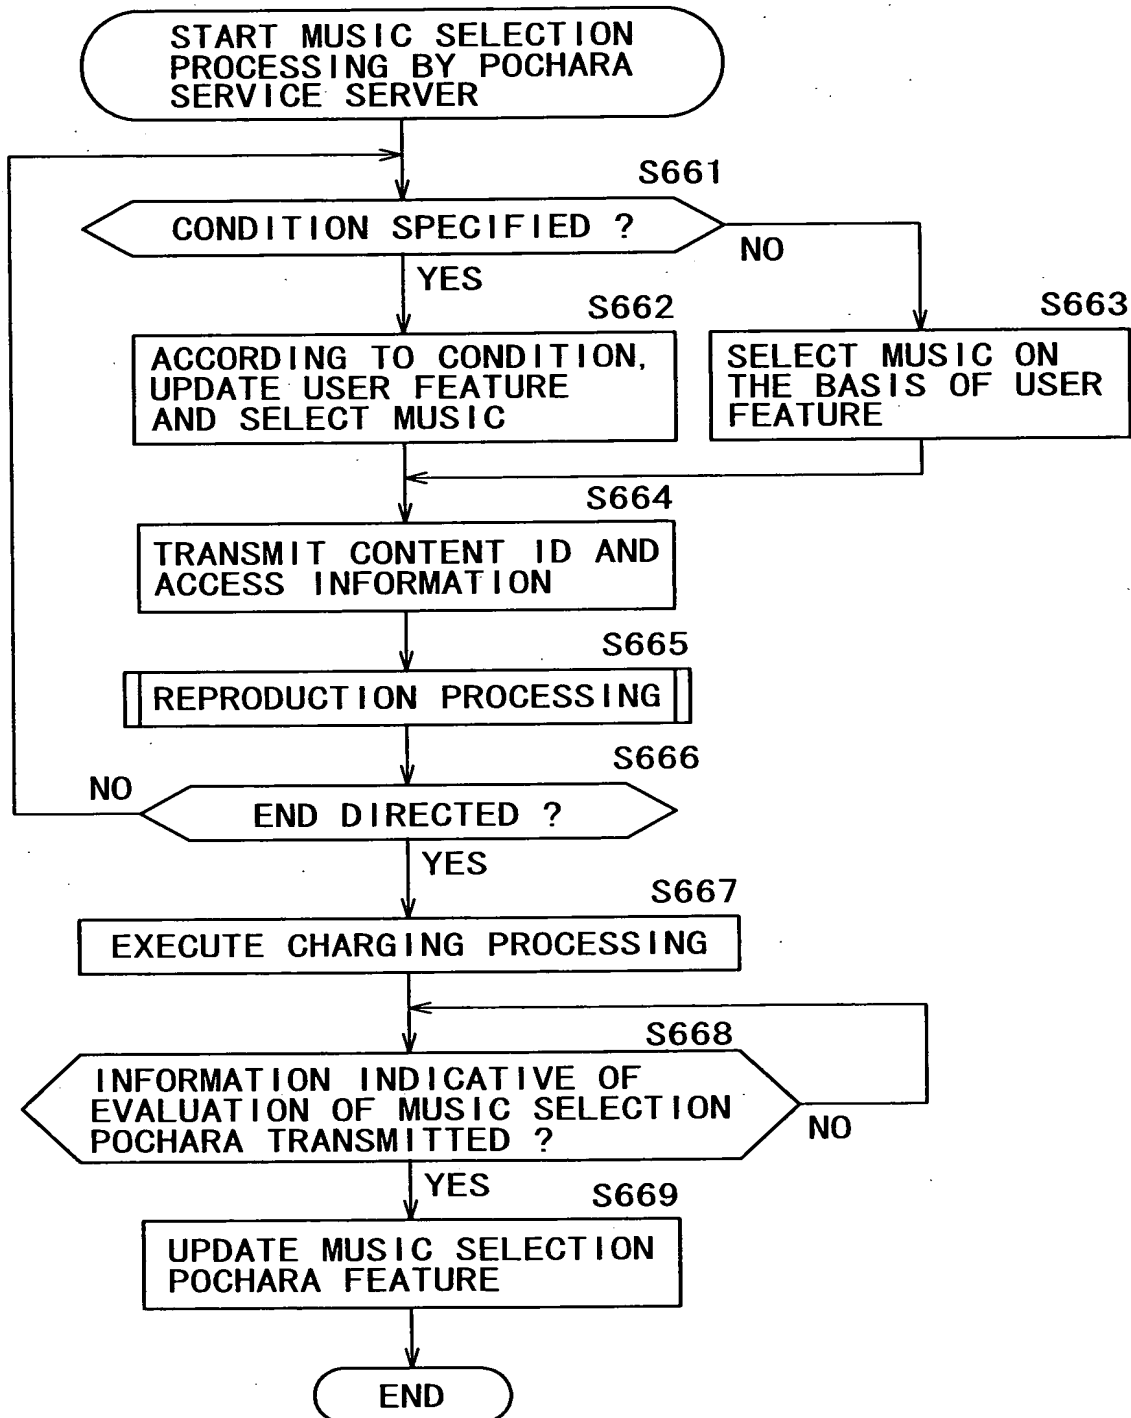 START MUSIC SELECTION
PROCESSING BY POCHARA
SERVICE SERVER
S661
CONDITION SPECIFIED ?
NO
YES
S662
ACCORDING TO CONDITION,
UPDATE USER FEATURE
AND SELECT MUSIC
S663
SELECT MUSIC ON
THE BASIS OF USER
FEATURE
S664
TRANSMIT CONTENT ID AND
ACCESS INFORMATION
S665
REPRODUCTION PROCESSING
S666
NO
END DIRECTED ?
YES
S667
EXECUTE CHARGING PROCESSING
S668
INFORMATION INDICATIVE OF
EVALUATION OF MUSIC SELECTION
POCHARA TRANSMITTED ?
NO
YES
S669
UPDATE MUSIC SELECTION
POCHARA FEATURE
END